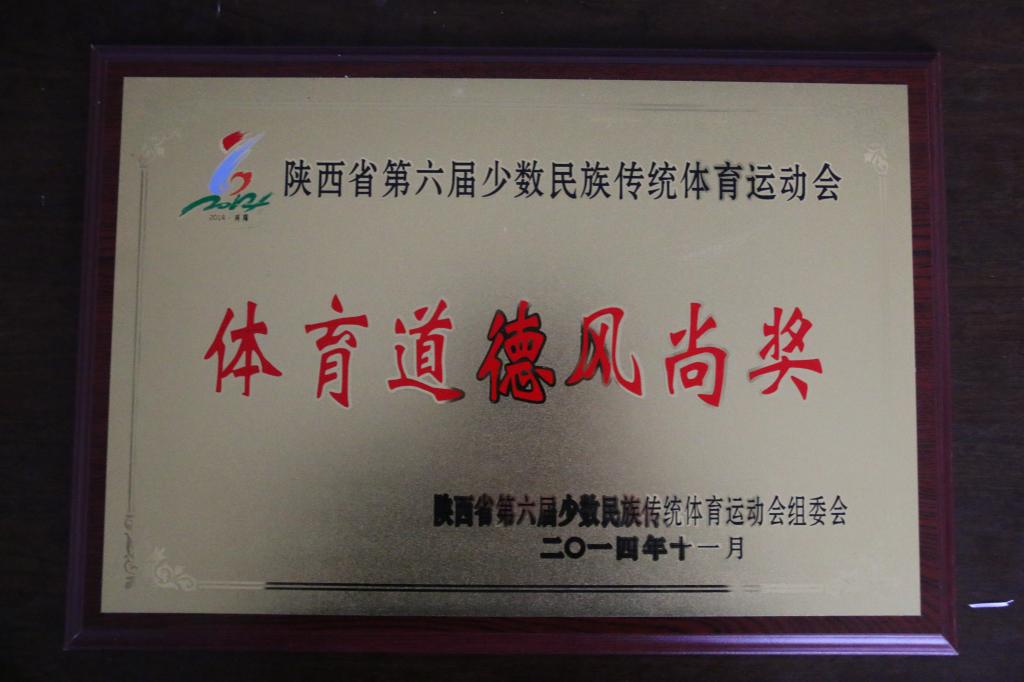 陕西省第六届少数民族传统体育运动会
体育道德风尚奖
陕西省第六届少数民族传统体育运动会组委会
二〇一四年十一月